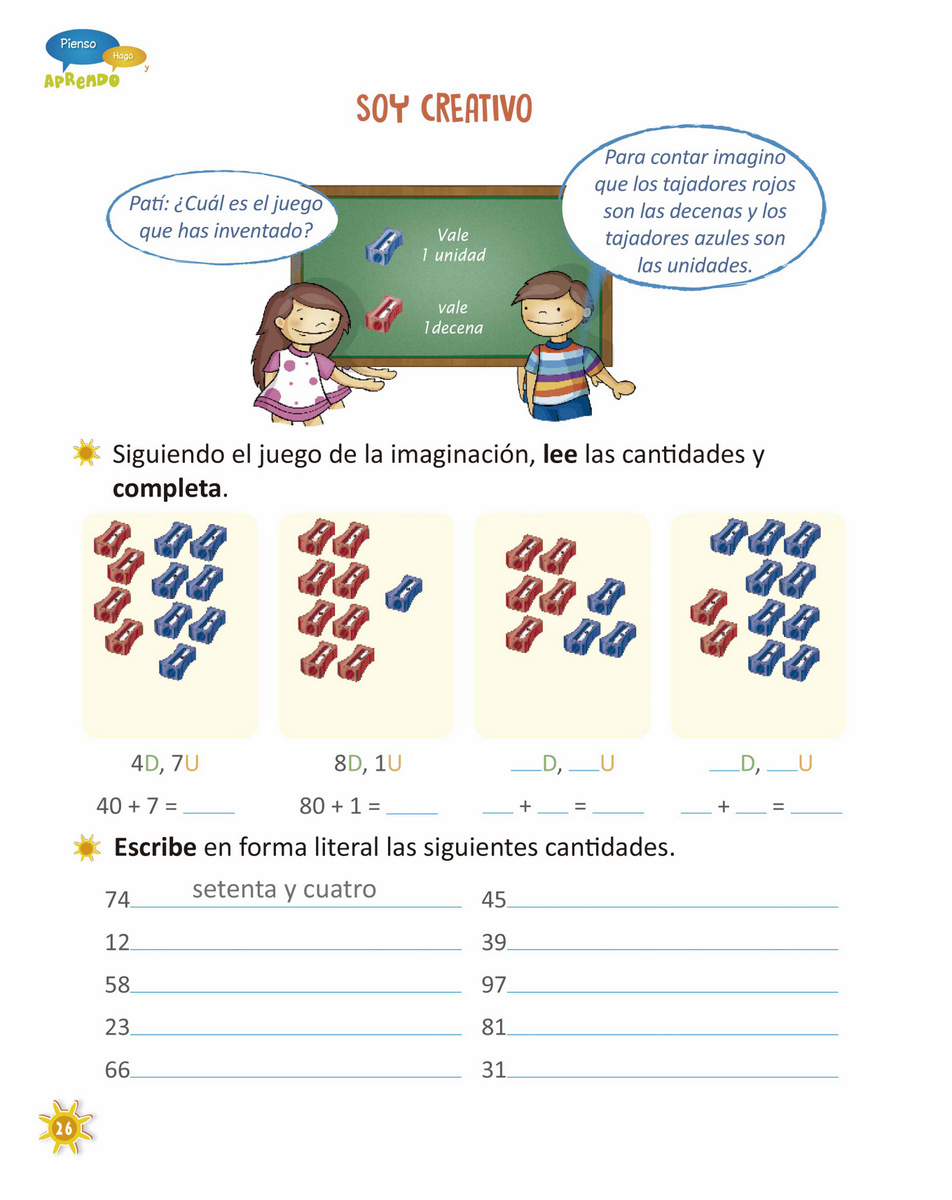 Pienso
Hago
y
APRENDO
SOY CREATIVO
Patí: ¿Cuál es el juego
que has inventado?
Para contar imagino
que los tajadores rojos
son las decenas y los
tajadores azules son
las unidades.
Vale
1 unidad
vale
1decena
Siguiendo el juego de la imaginación, lee las cantidades y
completa.
4D, 7U 8D, 1U ___D, ___U ___D, ___U
40 + 7 = _____ 80 + 1 = _____ ___ + ___ = _____ ___ + ___ = _____
Escribe en forma literal las siguientes cantidades.
74 setenta y cuatro 45
12 39
58 97
23 81
66 31
26